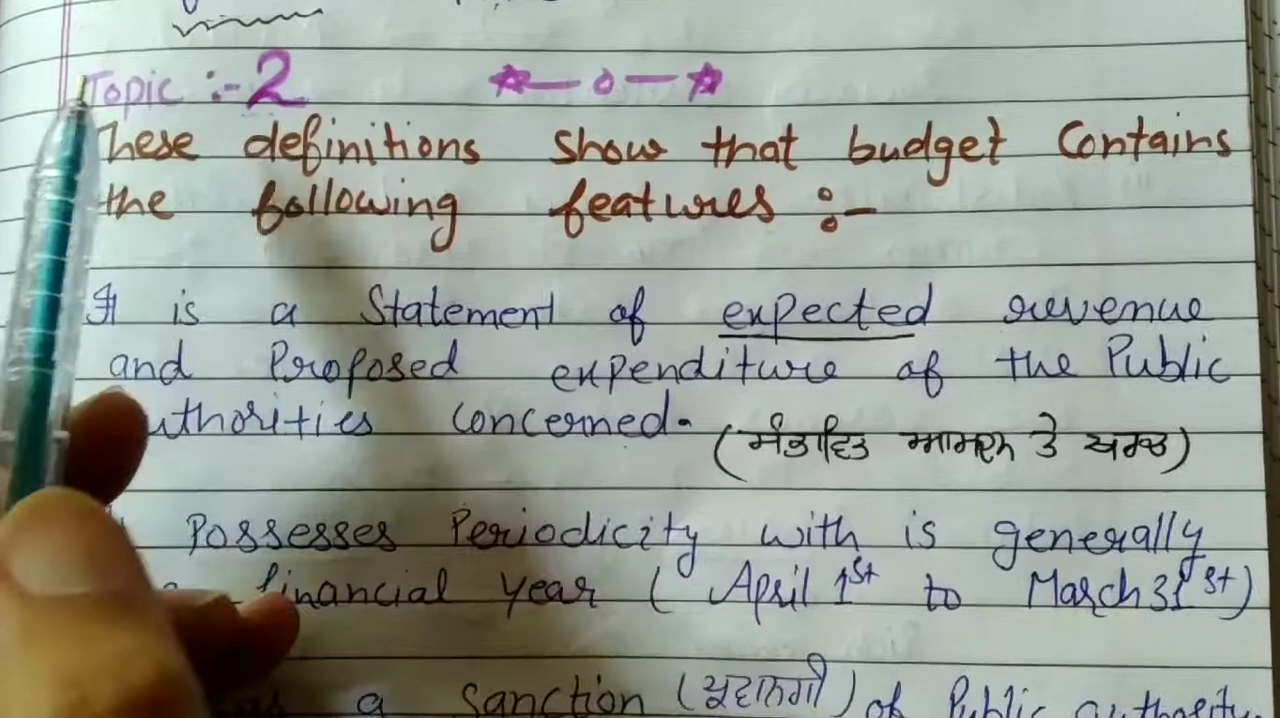 Topic :- 2
These definitions show that budget contains
the following features :-
It is a Statement of expected revenue
and Proposed expenditure of the Public
uthorities concerned.
(ਸੰਭਾਵਿਤ ਆਮਦਨ ਤੇ ਖਰਚ)
Possesses Periodicity with is generally
financial year ( April 1st to March 31st)
a Sanction (ਪ੍ਰਵਾਨਗੀ) of Public authority.